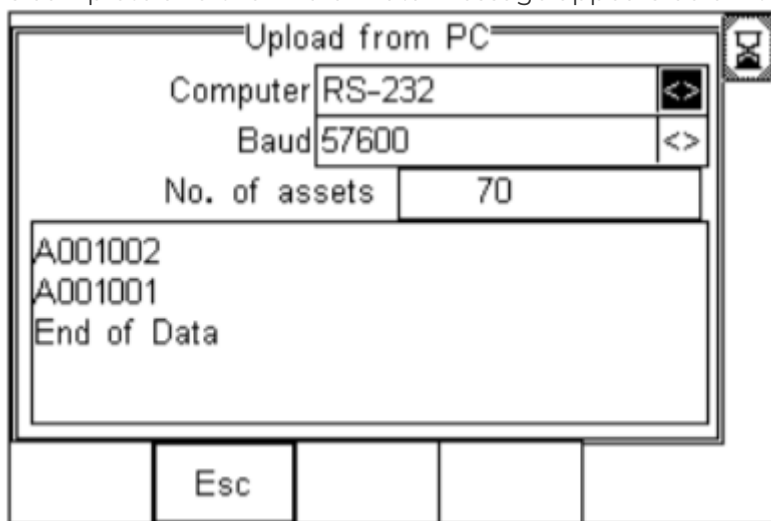 Upload from PC
Computer RS-232 <>
Baud 57600 <>
No. of assets 70
A001002
A001001
End of Data
Esc